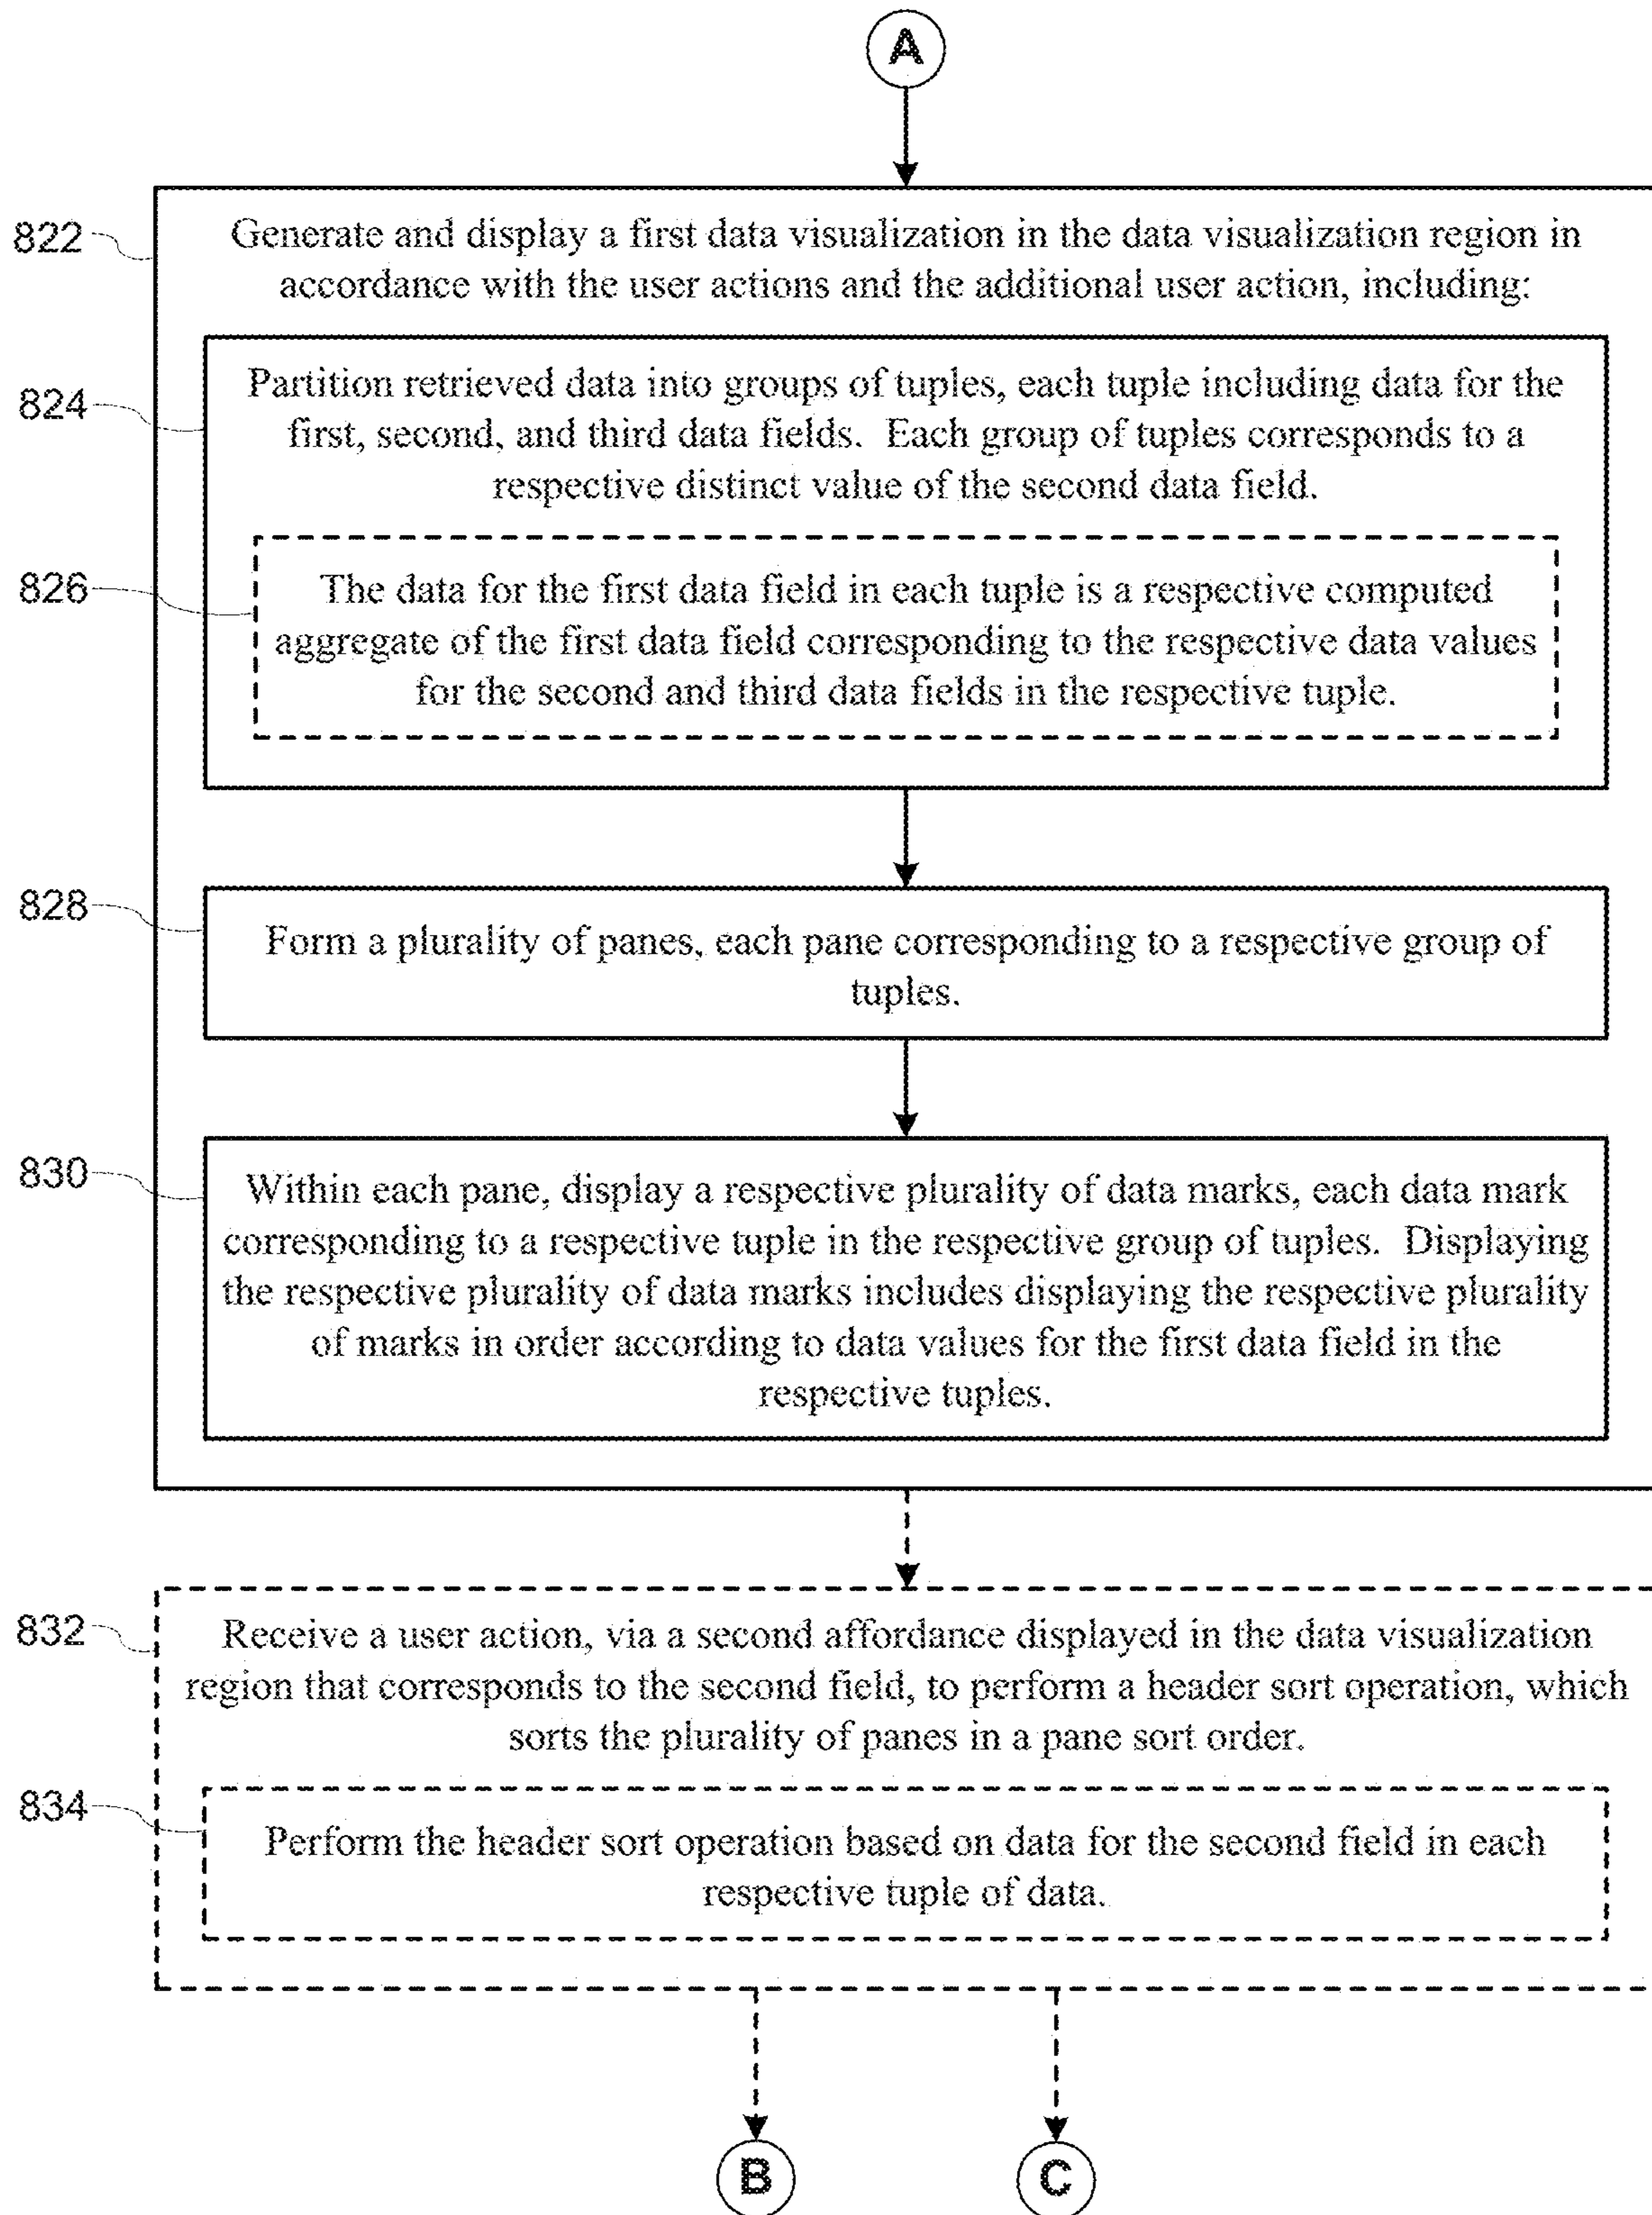 A
822
Generate and display a first data visualization in the data visualization region in
accordance with the user actions and the additional user action, including:
824
Partition retrieved data into groups of tuples, each tuple including data for the
first, second, and third data fields. Each group of tuples corresponds to a
respective distinct value of the second data field.
826
The data for the first data field in each tuple is a respective computed
aggregate of the first data field corresponding to the respective data values
for the second and third data fields in the respective tuple.
828
Form a plurality of panes, each pane corresponding to a respective group of
tuples.
830
Within each pane, display a respective plurality of data marks, each data mark
corresponding to a respective tuple in the respective group of tuples. Displaying
the respective plurality of data marks includes displaying the respective plurality
of marks in order according to data values for the first data field in the
respective tuples.
832
Receive a user action, via a second affordance displayed in the data visualization
region that corresponds to the second field, to perform a header sort operation, which
sorts the plurality of panes in a pane sort order.
834
Perform the header sort operation based on data for the second field in each
respective tuple of data.
B
C